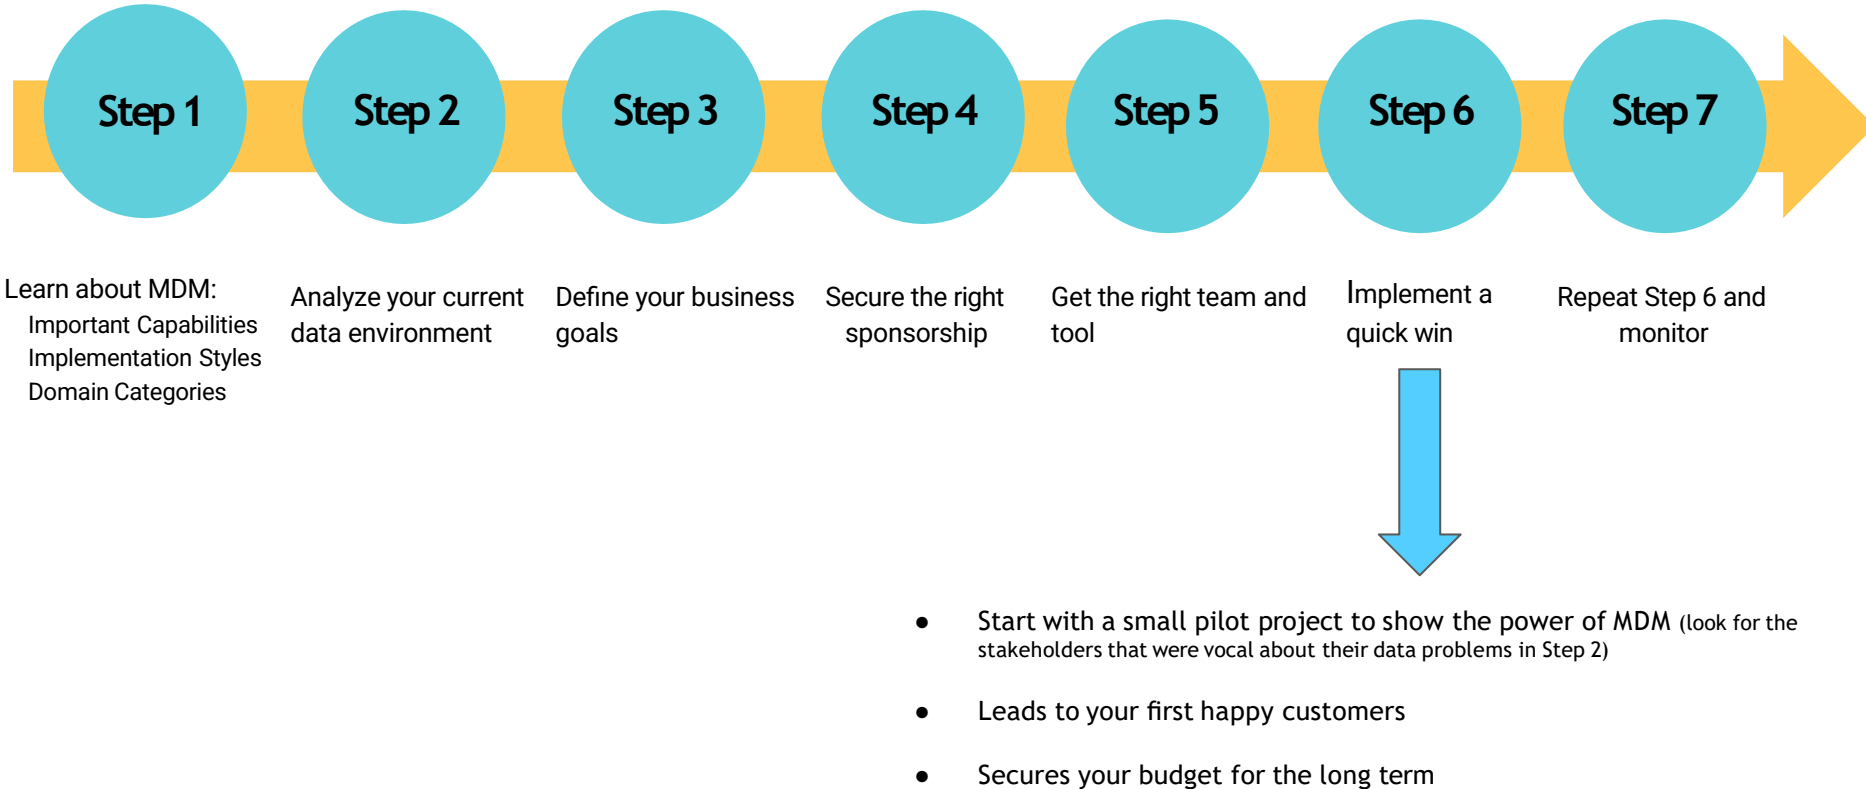 Step 1
Step 2
Step 3
Step 4
Step 5
Step 6
Step 7
Learn about MDM:
Important Capabilities
Implementation Styles
Domain Categories
Analyze your current
data environment
Define your business
goals
Secure the right
sponsorship
Get the right team and
tool
Implement a
quick win
Repeat Step 6 and
monitor
● Start with a small pilot project to show the power of MDM (look for the
stakeholders that were vocal about their data problems in Step 2)
● Leads to your first happy customers
● Secures your budget for the long term